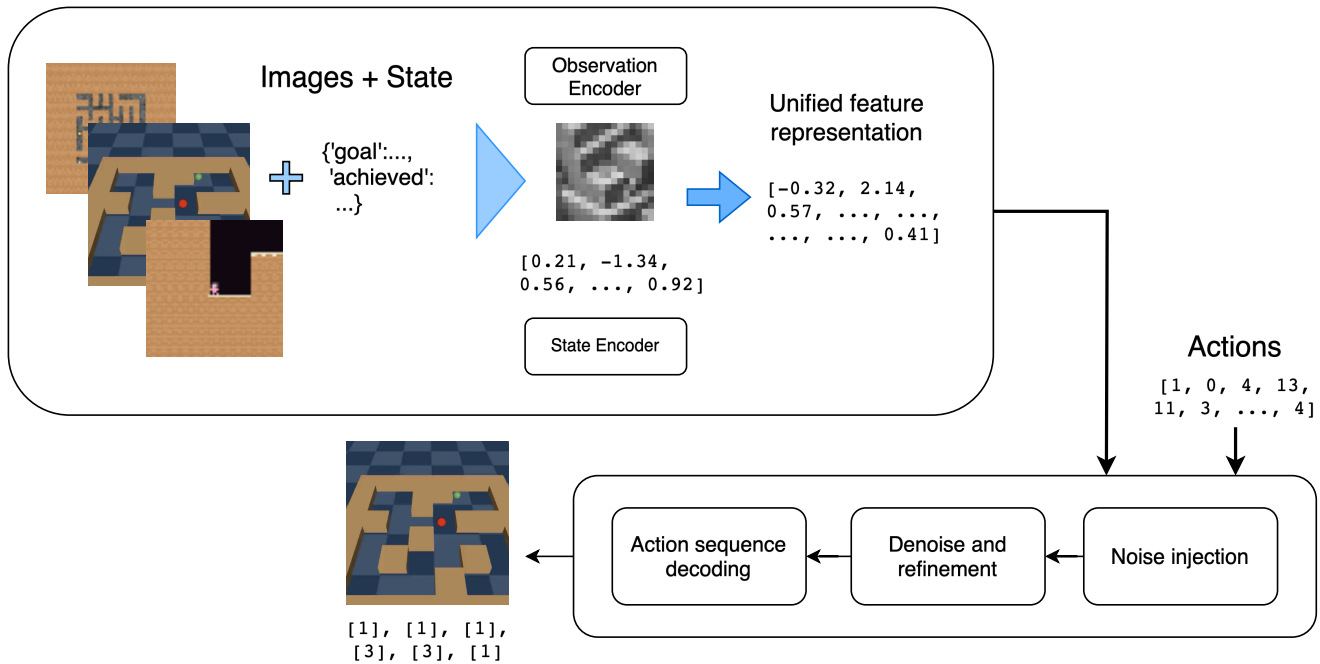 Images + State
{'goal':...,
'achieved':
...}
Observation
Encoder
[0.21, -1.34,
0.56, ..., 0.92]
State Encoder
Unified feature
representation
[-0.32, 2.14,
0.57, ..., ...,
..., ..., 0.41]
Actions
[1, 0, 4, 13,
11, 3, ..., 4]
Noise injection
Denoise and
refinement
Action sequence
decoding
[1], [1], [1],
[3], [3], [1]